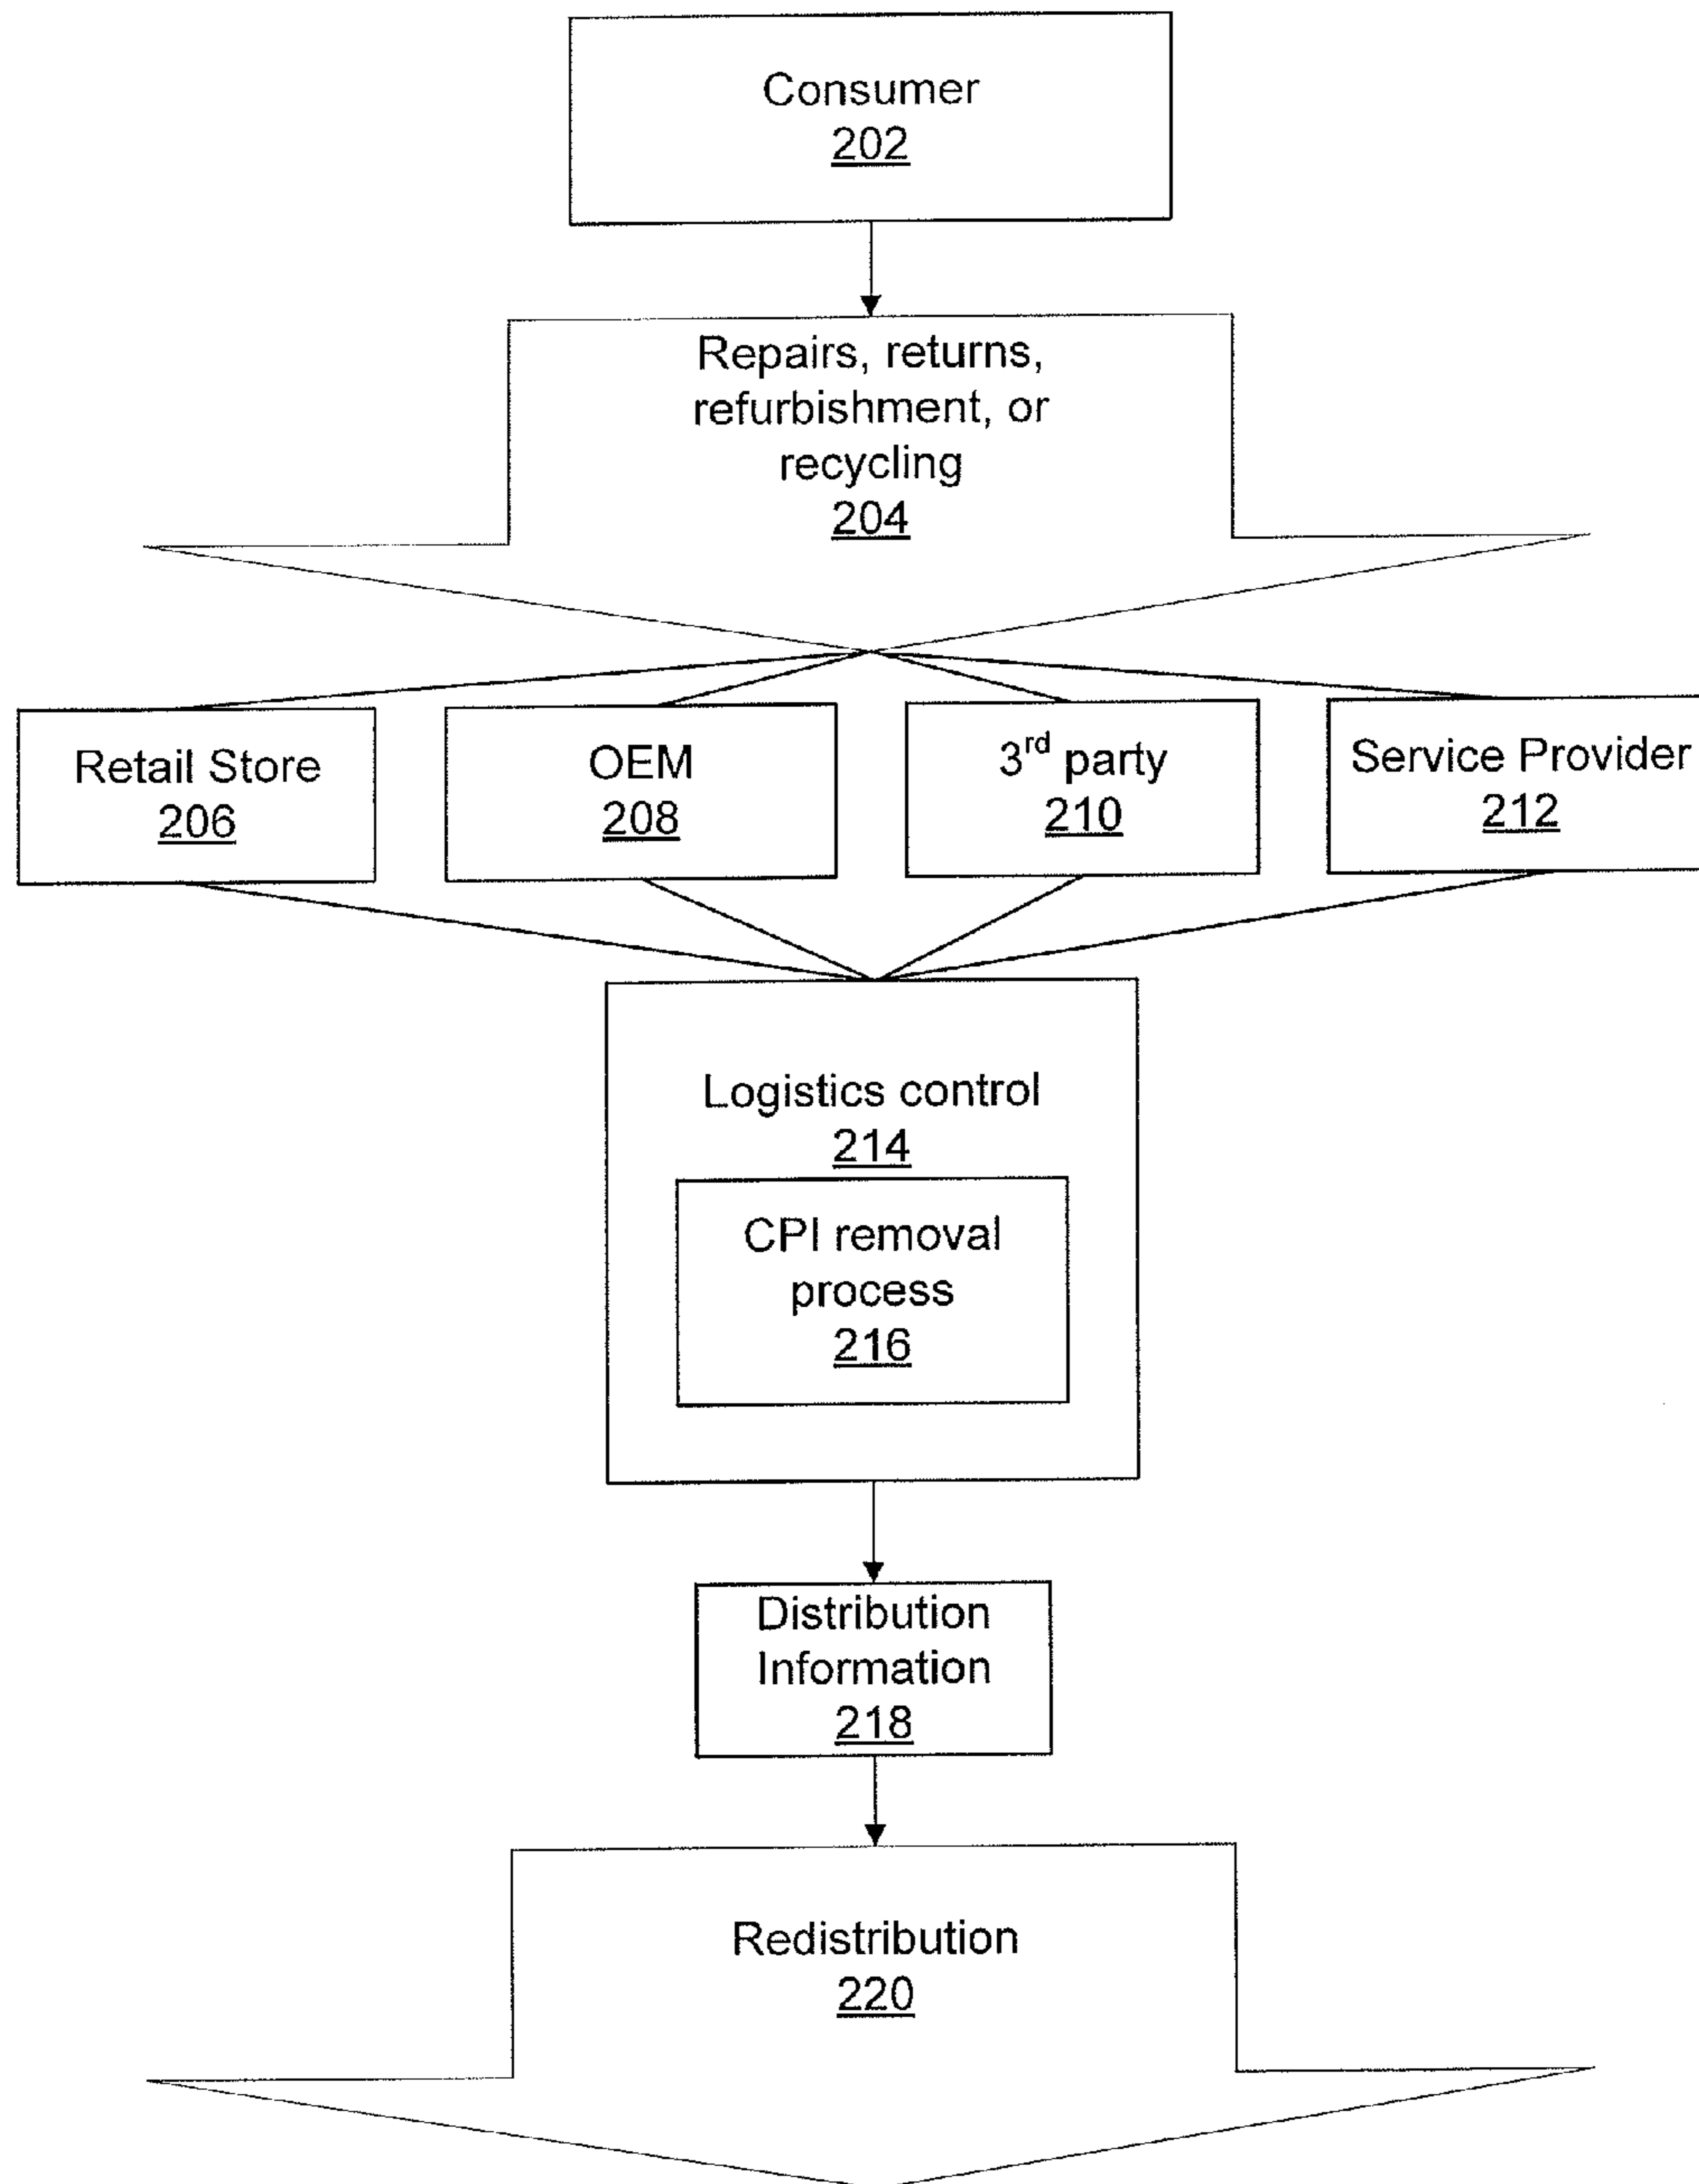 Consumer
202
Repairs, returns,
refurbishment, or
recycling
204
Retail Store
206
OEM
208
3rd party
210
Service Provider
212
Logistics control
214
CPI removal
process
216
Distribution
Information
218
Redistribution
220